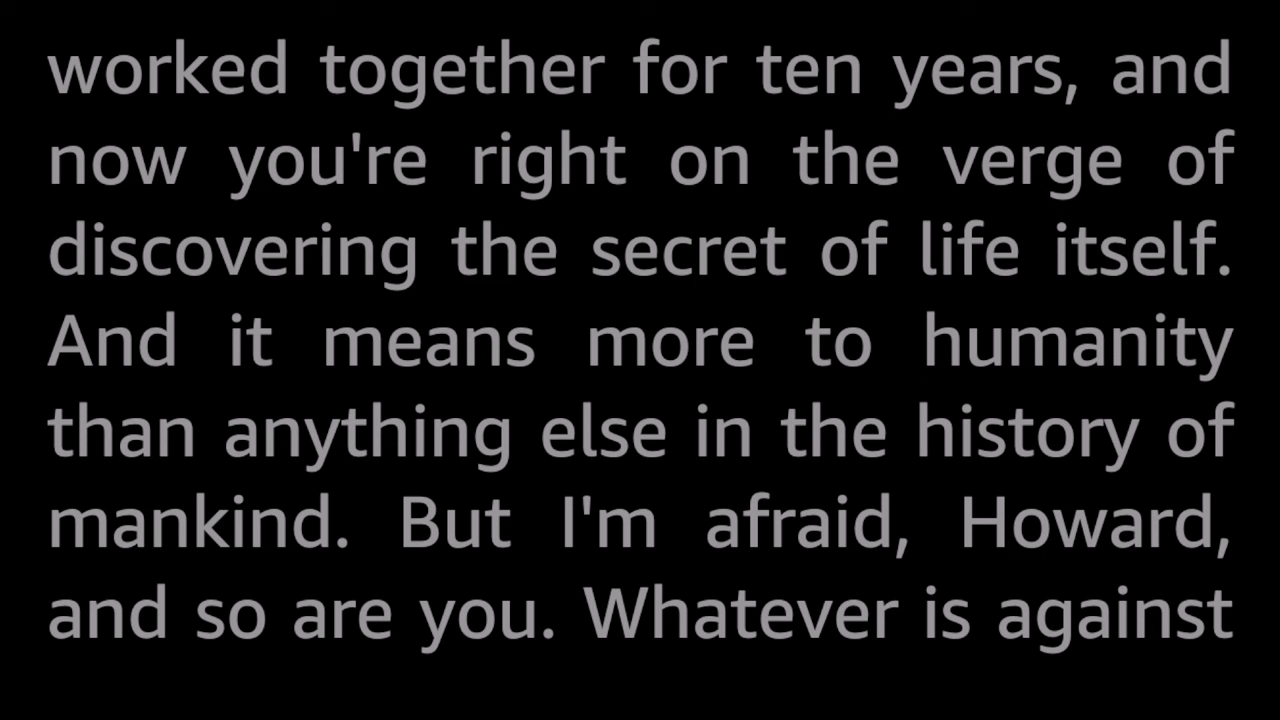 worked together for ten years, and
now you're right on the verge of
discovering the secret of life itself.
And it means more to humanity
than anything else in the history of
mankind. But I'm afraid, Howard,
and so are you. Whatever is against